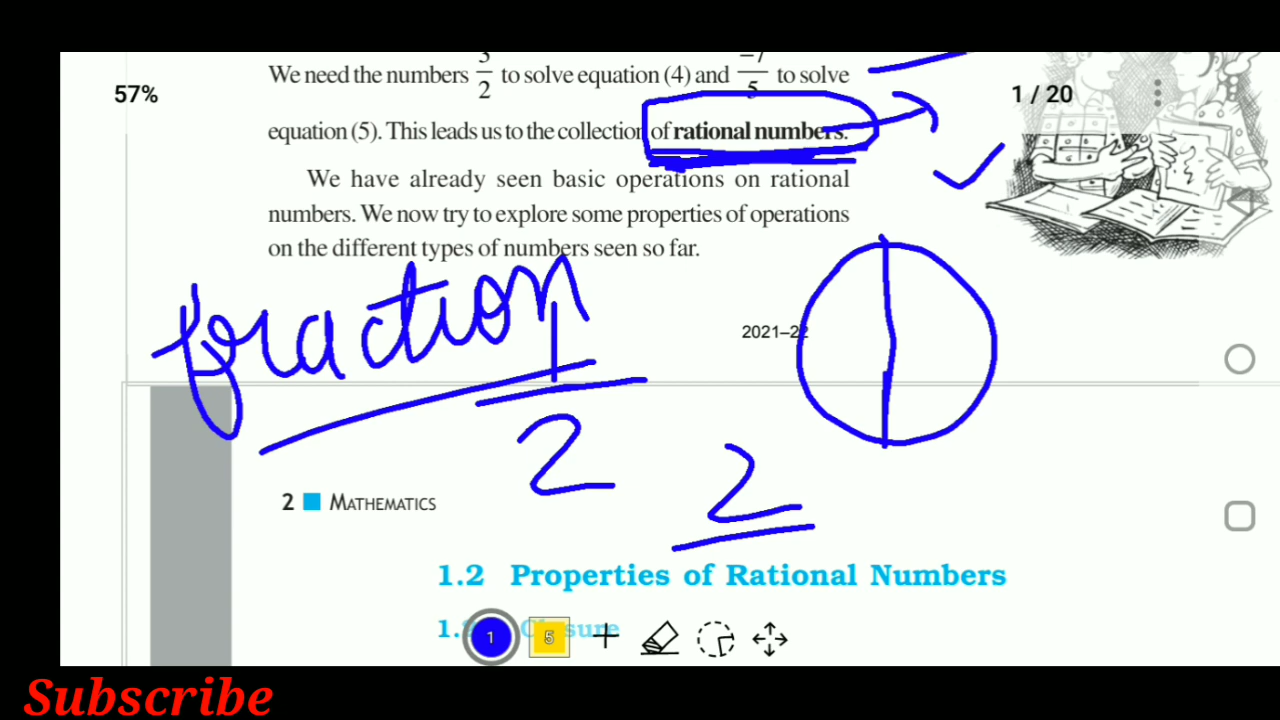 57%
1 / 20
We need the numbers 3/2 to solve equation (4) and -7/5 to solve
equation (5). This leads us to the collection of rational numbers.
We have already seen basic operations on rational
numbers. We now try to explore some properties of operations
on the different types of numbers seen so far.
fraction
1
2
2021–22
2
2 MATHEMATICS
1.2 Properties of Rational Numbers
1 5
Subscribe